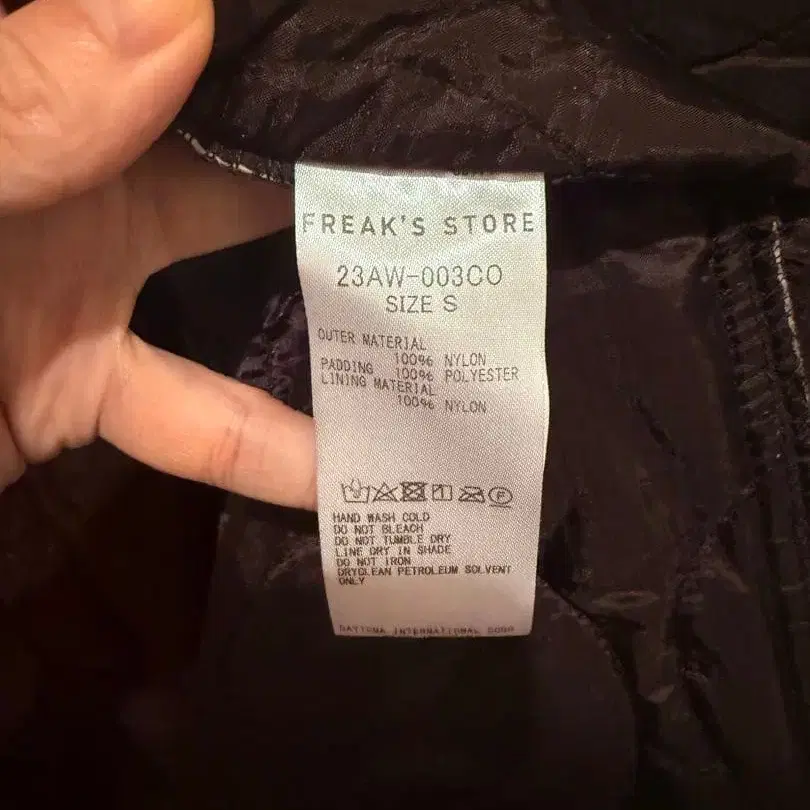 FREAK'S STORE
23AW-003CO
SIZE S
OUTER MATERIAL
100% NYLON
PADDING 100% POLYESTER
LINING MATERIAL
100% NYLON
HAND WASH COLD
DO NOT BLEACH
DO NOT TUMBLE DRY
LINE DRY IN SHADE
DO NOT IRON
DRYCLEAN PETROLEUM SOLVENT
ONLY
DAYTONA INTERNATIONAL